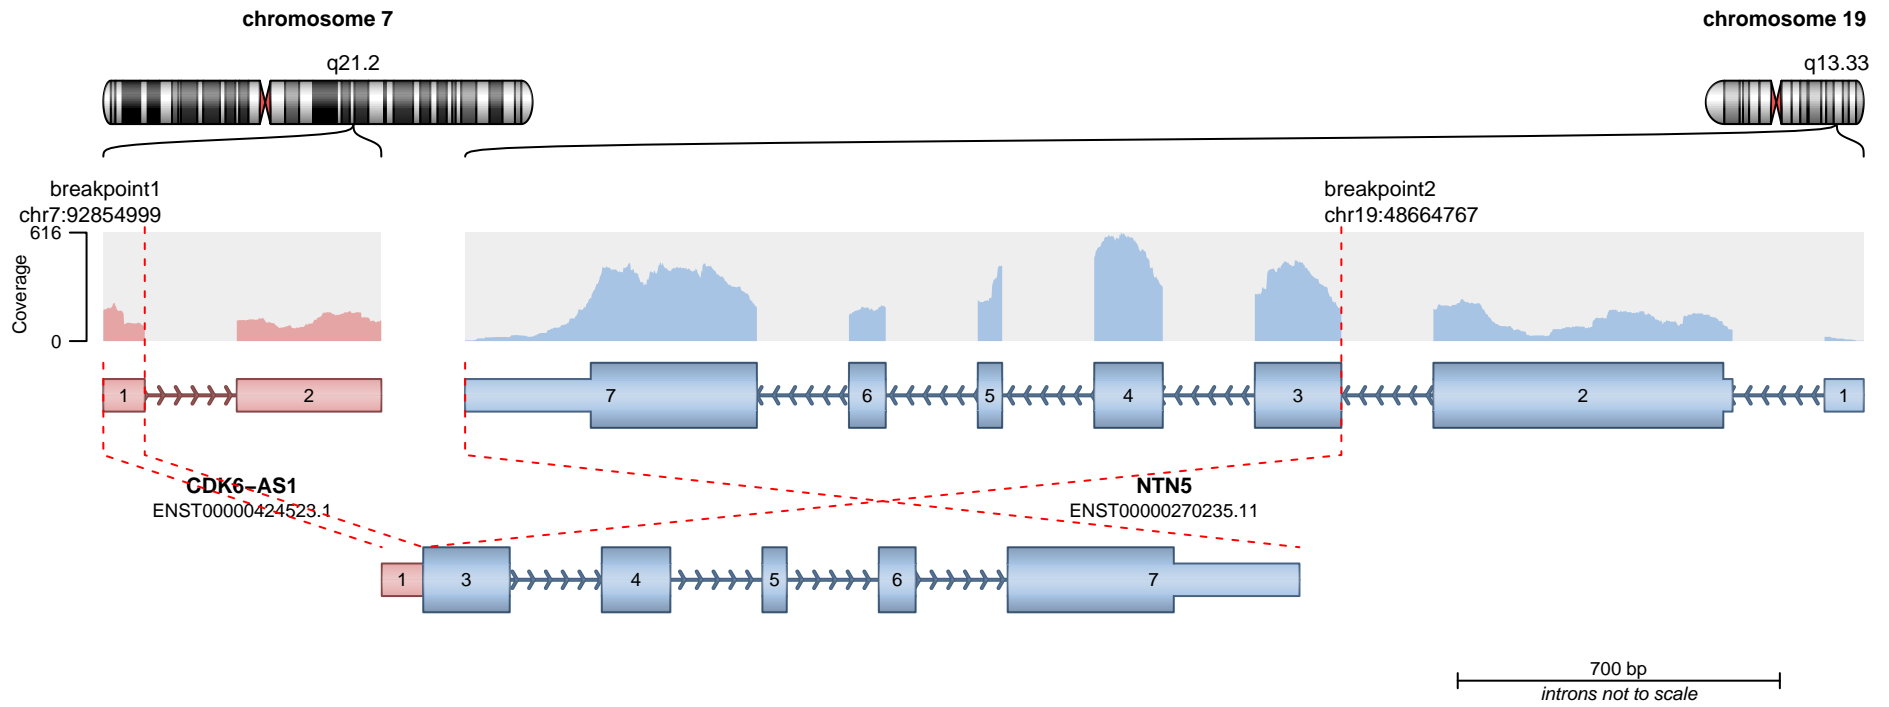 chromosome 7
chromosome 19
q21.2
q13.33
breakpoint1
chr7:92854999
breakpoint2
chr19:48664767
616
Coverage
0
1
2
7
6
5
4
3
2
1
CDK6−AS1
ENST00000424523.1
NTN5
ENST00000270235.11
1
3
4
5
6
7
700 bp
introns not to scale